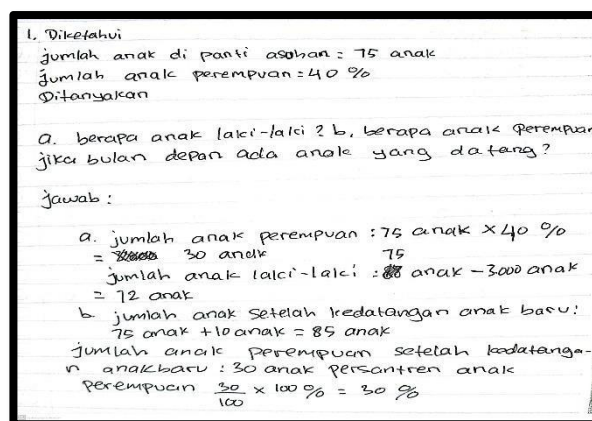 1. Diketahui
jumlah anak di panti asuhan = 75 anak
jumlah anak perempuan = 40 %
Ditanyakan
a. berapa anak laki-laki ? b. berapa anak perempuan
jika bulan depan ada anak yang datang ?
jawab :
a. jumlah anak perempuan : 75 anak × 40 %
= 30 anak
jumlah anak laki-laki : 75 anak - 3000 anak
= 72 anak
b jumlah anak setelah kedatangan anak baru :
75 anak + 10 anak = 85 anak
jumlah anak perempuan setelah kedatanga-
n anak baru : 30 anak persantren anak
perempuan 30/100 × 100 % = 30 %